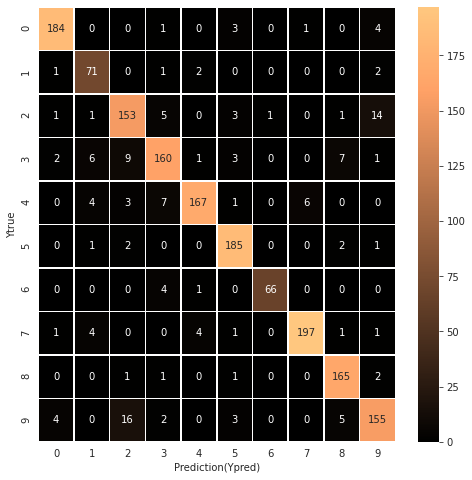 184 0 0 1 0 3 0 1 0 4
1 71 0 1 2 0 0 0 0 2
1 1 153 5 0 3 1 0 1 14
2 6 9 160 1 3 0 0 7 1
0 4 3 7 167 1 0 6 0 0
0 1 2 0 0 185 0 0 2 1
0 0 0 4 1 0 66 0 0 0
1 4 0 0 4 1 0 197 1 1
0 0 1 1 0 1 0 0 165 2
4 0 16 2 0 3 0 0 5 155
0
1
2
3
4
5
6
7
8
9
Ytrue
0 1 2 3 4 5 6 7 8 9
Prediction(Ypred)
175
150
125
100
75
50
25
0